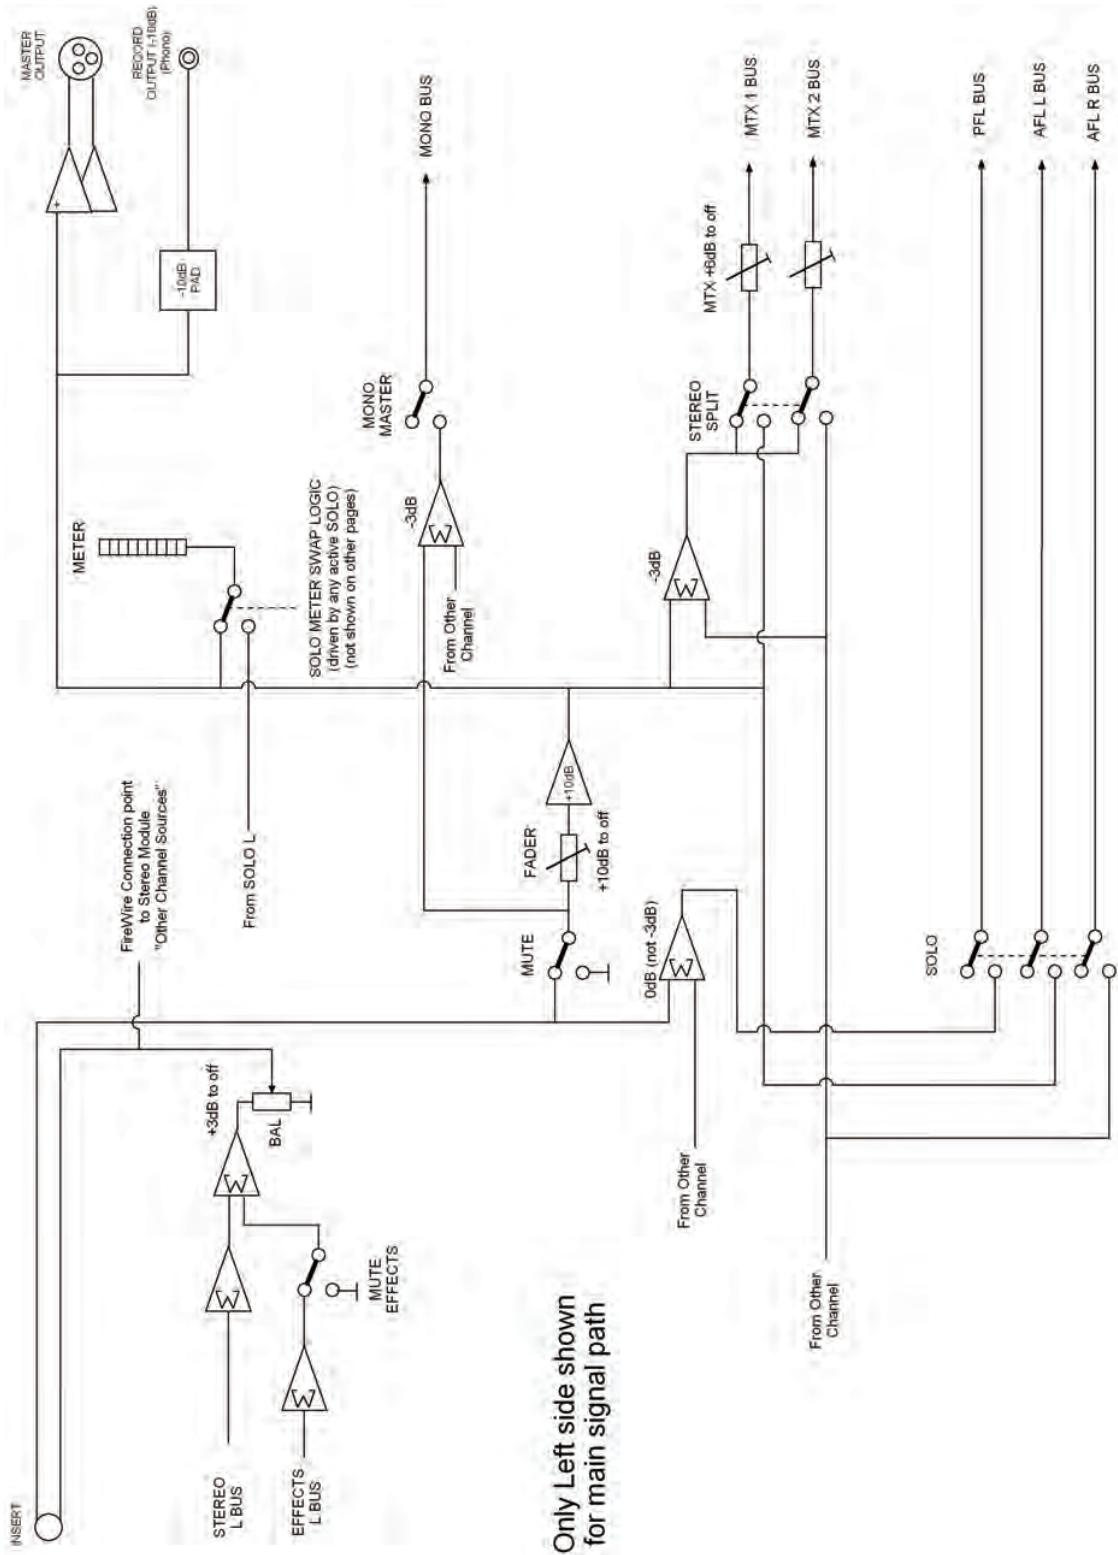 INSERT
STEREO
L BUS
EFFECTS
L BUS
MUTE
EFFECTS
+3dB to off
BAL
FireWire Connection point
to Stereo Module
"Other Channel Sources"
From SOLO L
METER
SOLO METER SWAP LOGIC
(driven by any active SOLO)
(not shown on other pages)
MASTER
OUTPUT
RECORD
OUTPUT (-10dB)
(Phono)
+
-10dB
PAD
MONO BUS
MONO
MASTER
-3dB
From Other
Channel
MUTE
FADER
+10dB to off
+10dB
0dB (not -3dB)
From Other
Channel
-3dB
STEREO
SPLIT
MTX +6dB to off
MTX 1 BUS
MTX 2 BUS
From Other
Channel
SOLO
PFL BUS
AFL L BUS
AFL R BUS
Only Left side shown
for main signal path
Σ
Σ
Σ
Σ
Σ
Σ